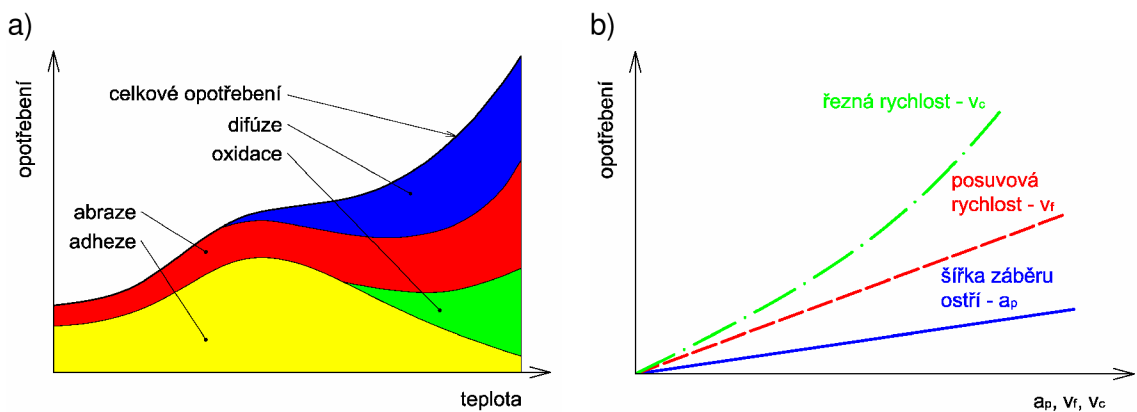 a)
opotřebení
celkové opotřebení
difúze
oxidace
abraze
adheze
teplota
b)
opotřebení
řezná rychlost - vc
posuvová
rychlost - vf
šířka záběru
ostří - ap
ap, vf, vc